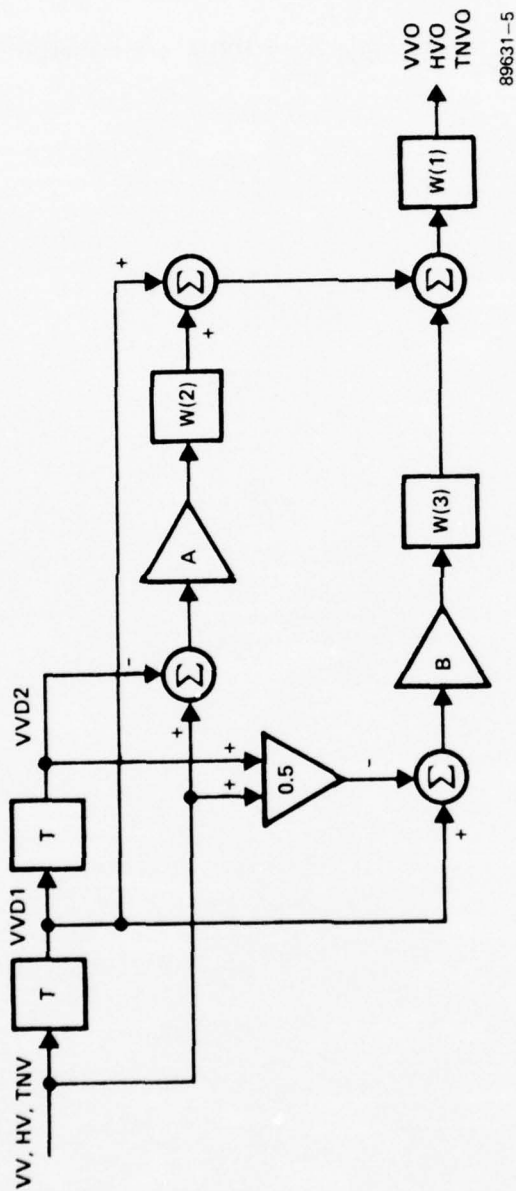 VV, HV, TNV
T
VVD1
T
VVD2
+
-
Σ
A
W(2)
+
+
Σ
+
+
0.5
-
+
Σ
B
W(3)
Σ
W(1)
VVO
HVO
TNVO
89631-5